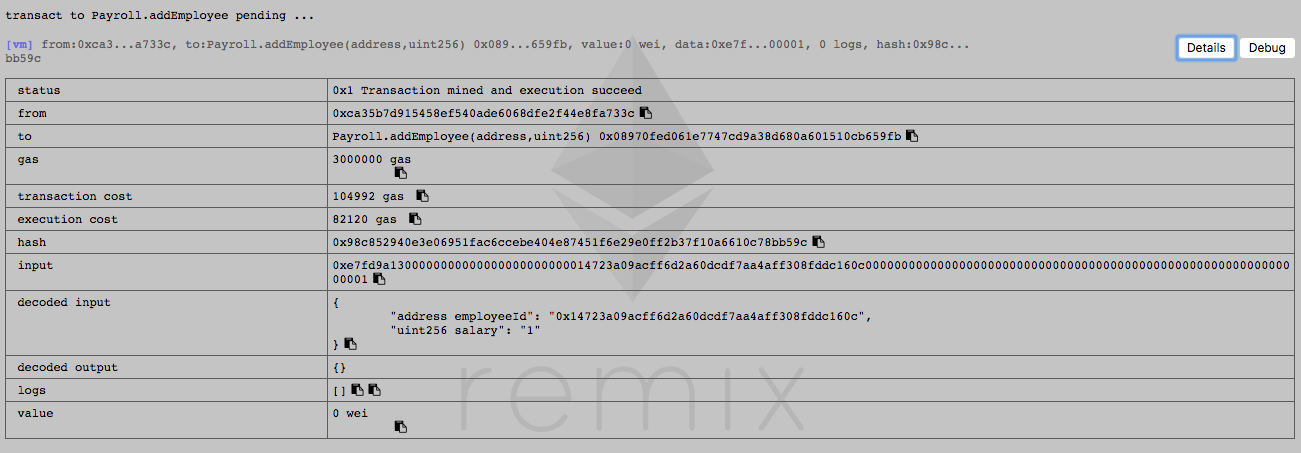 transact to Payroll.addEmployee pending ...
[vm] from:0xca3...a733c, to:Payroll.addEmployee(address,uint256) 0x089...659fb, value:0 wei, data:0xe7f...00001, 0 logs, hash:0x98c...
bb59c
Details Debug
status 0x1 Transaction mined and execution succeed
from 0xca35b7d915458ef540ade6068dfe2f44e8fa733c
to Payroll.addEmployee(address,uint256) 0x08970fed061e7747cd9a38d680a601510cb659fb
gas 3000000 gas
transaction cost 104992 gas
execution cost 82120 gas
hash 0x98c852940e3e06951fac6ccebe404e87451f6e29e0ff2b37f10a6610c78bb59c
input 0xe7fd9a1300000000000000000000000014723a09acff6d2a60dcdf7aa4aff308fddc160c00000000000000000000000000000000000000000000000000000000000
00001
decoded input {
"address employeeId": "0x14723a09acff6d2a60dcdf7aa4aff308fddc160c",
"uint256 salary": "1"
}
decoded output {}
logs []
value 0 wei
remix